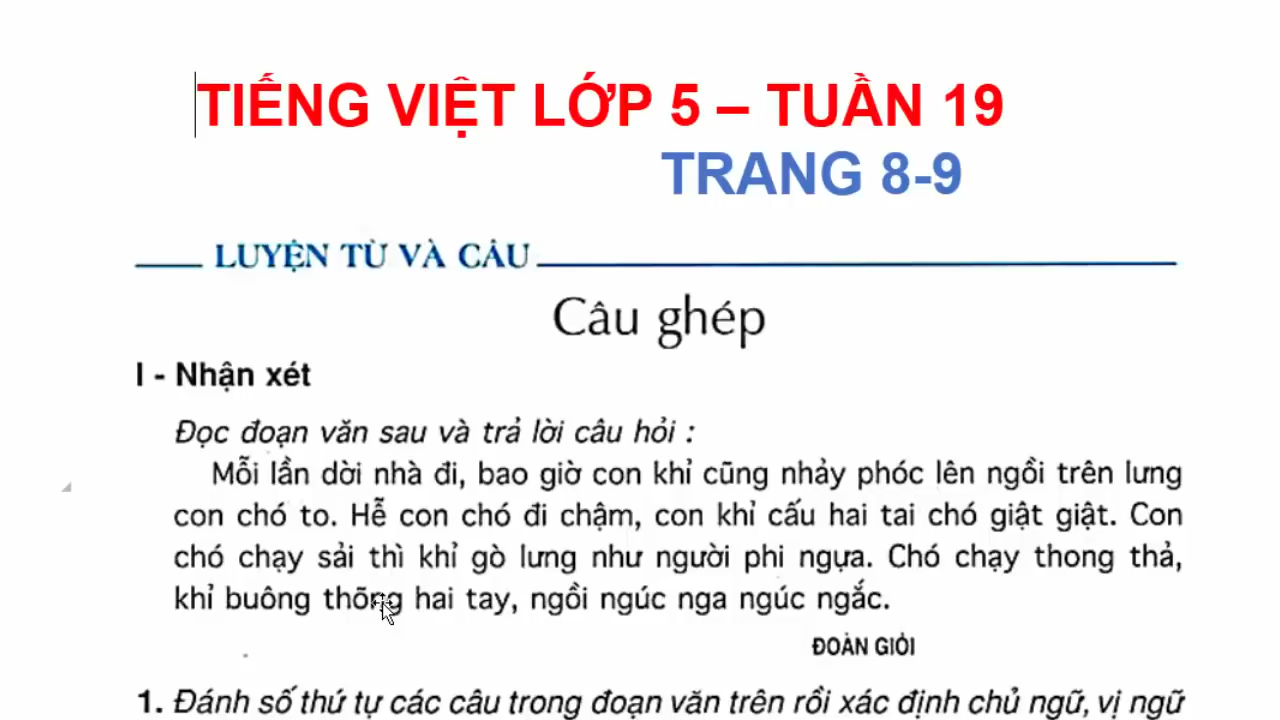 TIẾNG VIỆT LỚP 5 – TUẦN 19
TRANG 8-9
LUYỆN TỪ VÀ CÂU
Câu ghép
I - Nhận xét
Đọc đoạn văn sau và trả lời câu hỏi :
Mỗi lần dời nhà đi, bao giờ con khỉ cũng nhảy phóc lên ngồi trên lưng
con chó to. Hễ con chó đi chậm, con khỉ cấu hai tai chó giật giật. Con
chó chạy sải thì khỉ gò lưng như người phi ngựa. Chó chạy thong thả,
khỉ buông thõng hai tay, ngồi ngúc nga ngúc ngắc.
ĐOÀN GIỎI
1. Đánh số thứ tự các câu trong đoạn văn trên rồi xác định chủ ngữ, vị ngữ